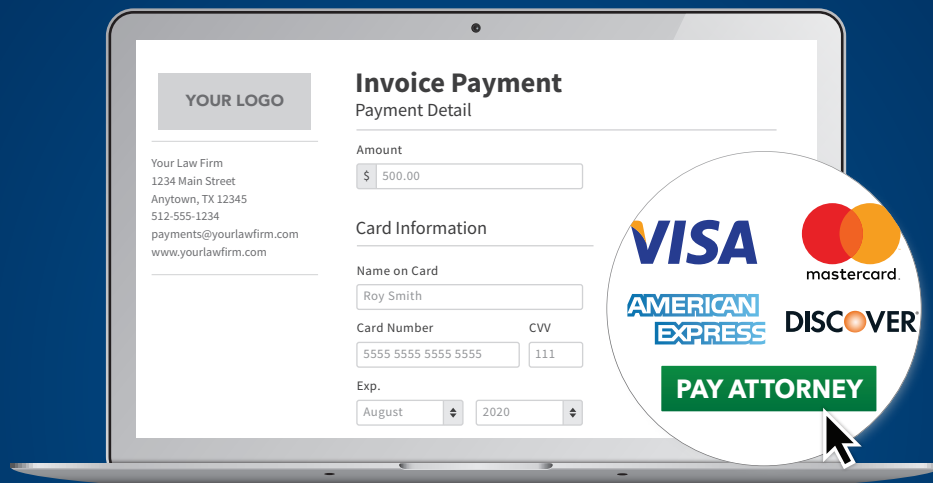 YOUR LOGO
Your Law Firm
1234 Main Street
Anytown, TX 12345
512-555-1234
payments@yourlawfirm.com
www.yourlawfirm.com
Invoice Payment
Payment Detail
Amount
$ 500.00
Card Information
Name on Card
Roy Smith
Card Number CVV
5555 5555 5555 5555 111
Exp.
August 2020
VISA
mastercard.
AMERICAN
EXPRESS
DISCOVER
PAY ATTORNEY